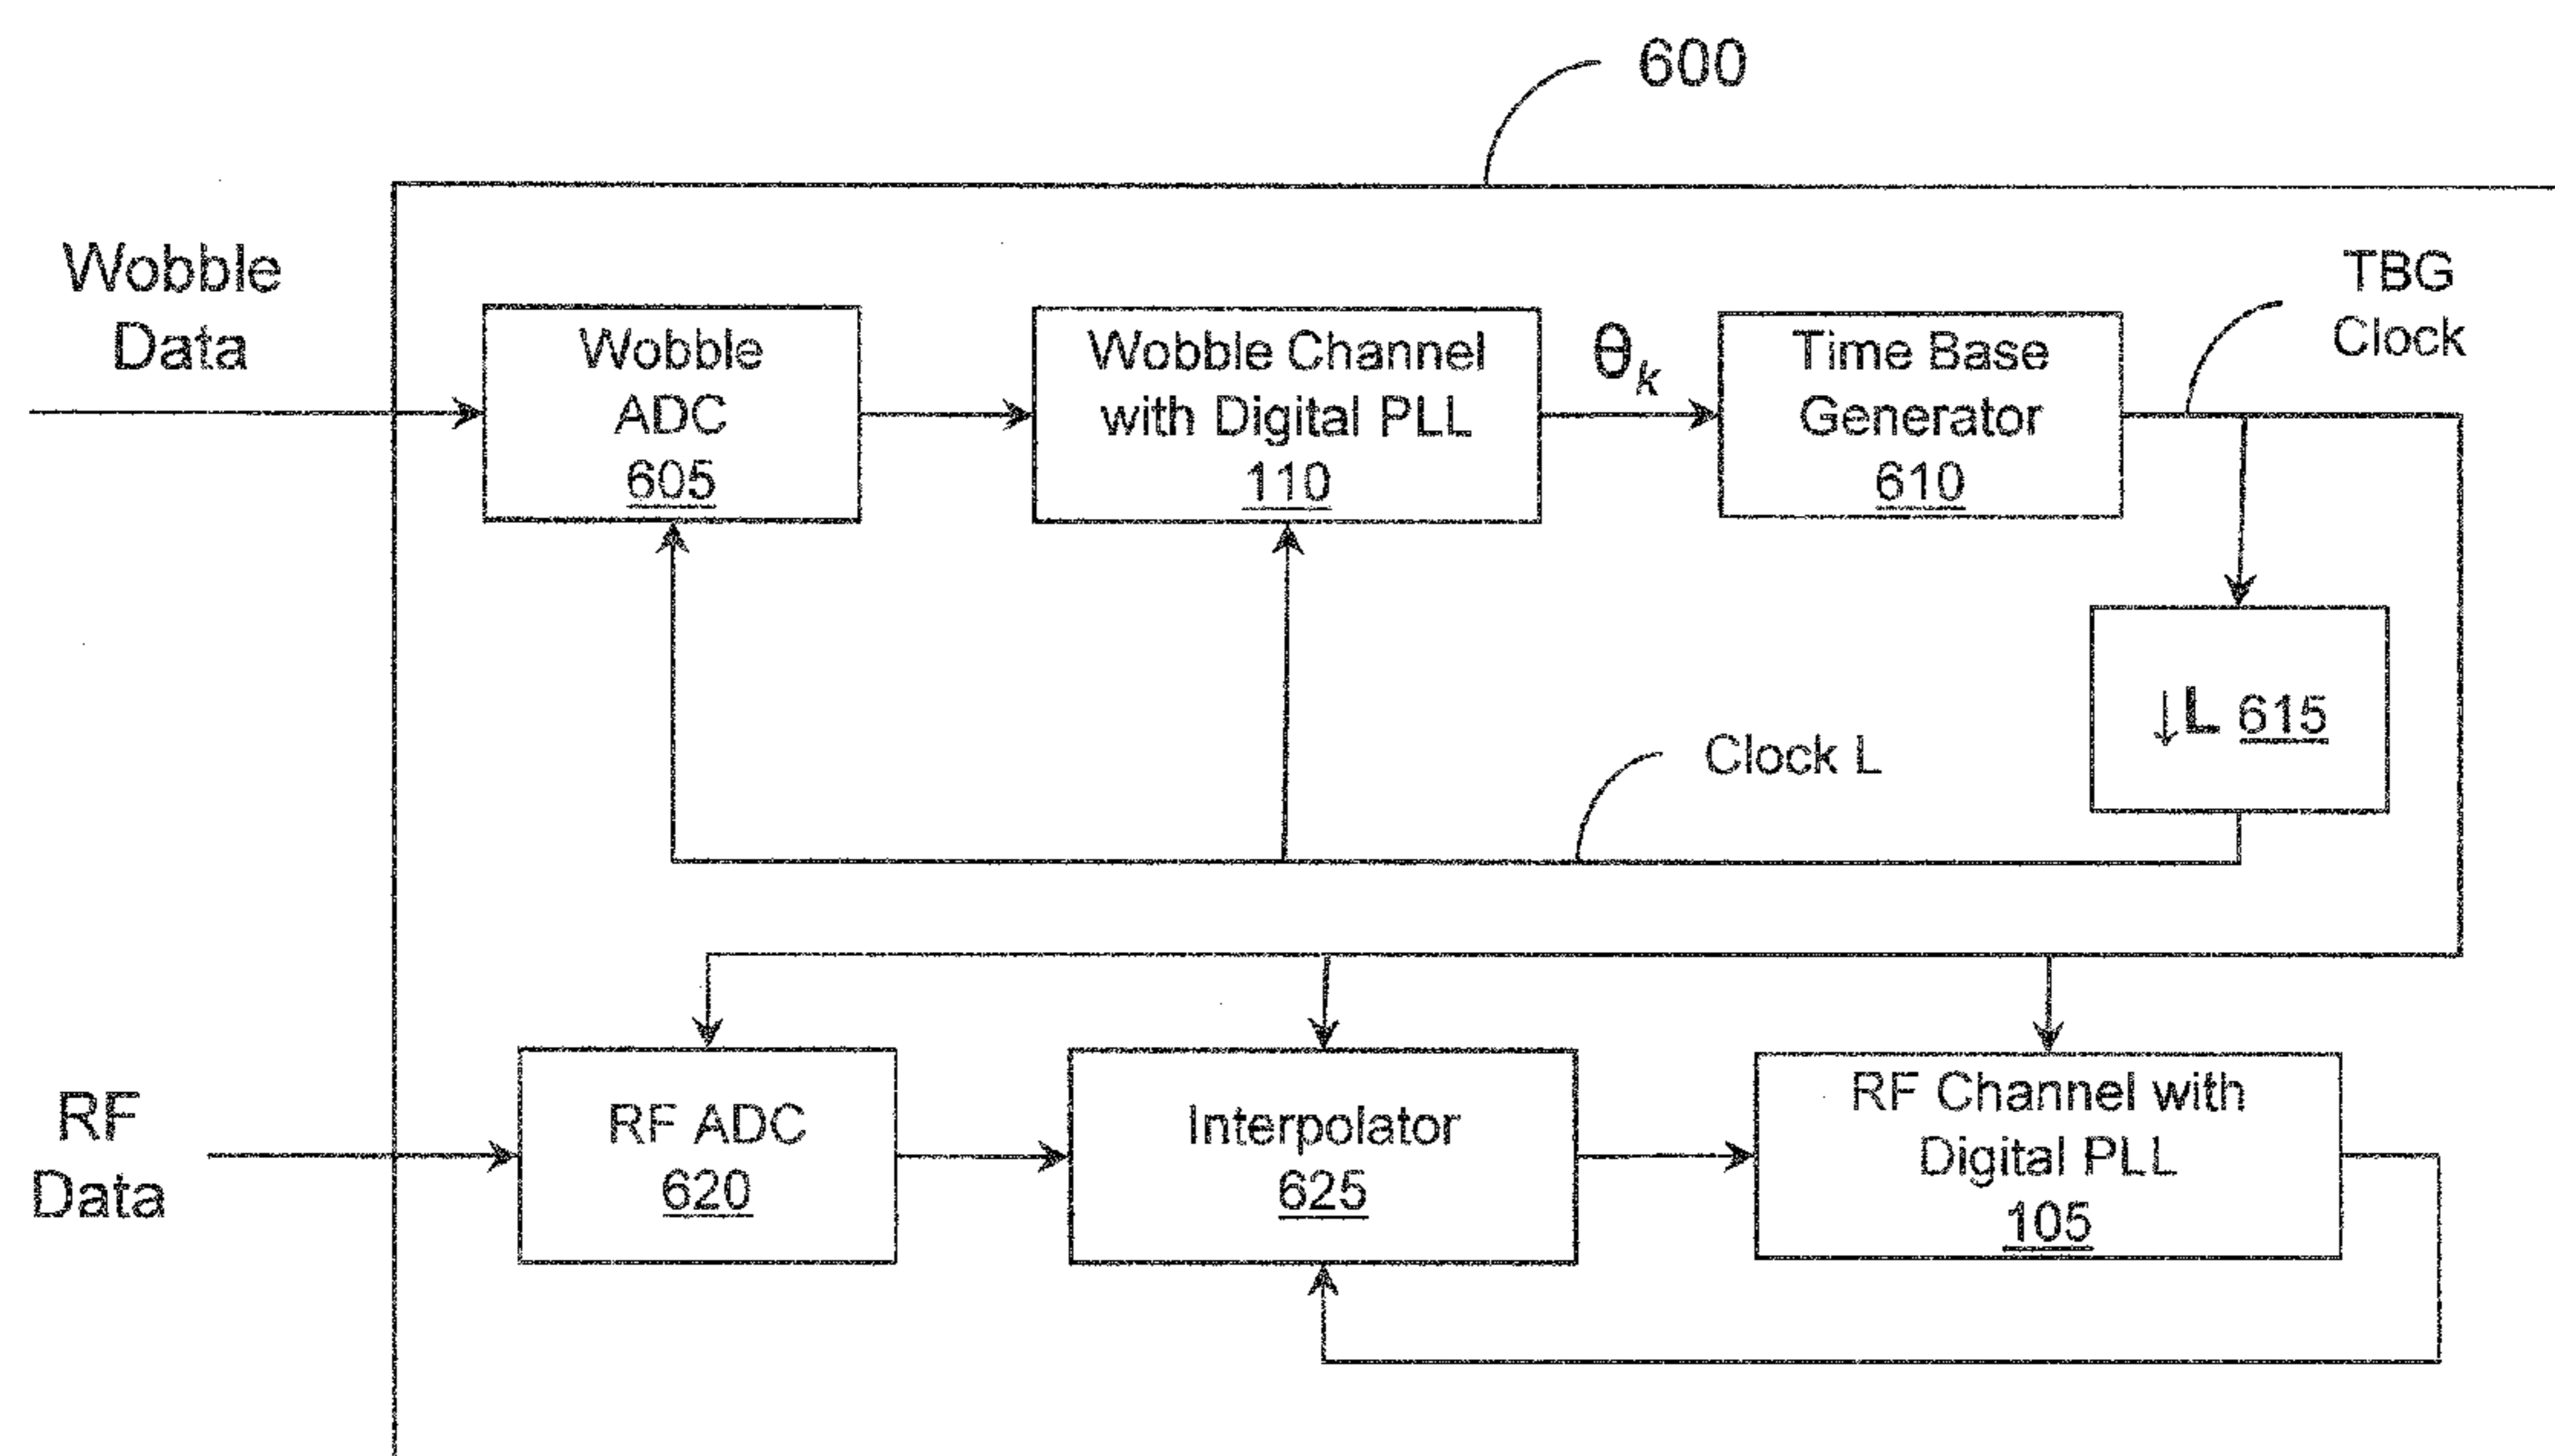 600
Wobble
Data
Wobble
ADC
605
Wobble Channel
with Digital PLL
110
θk
Time Base
Generator
610
TBG
Clock
↓L 615
Clock L
RF
Data
RF ADC
620
Interpolator
625
RF Channel with
Digital PLL
105